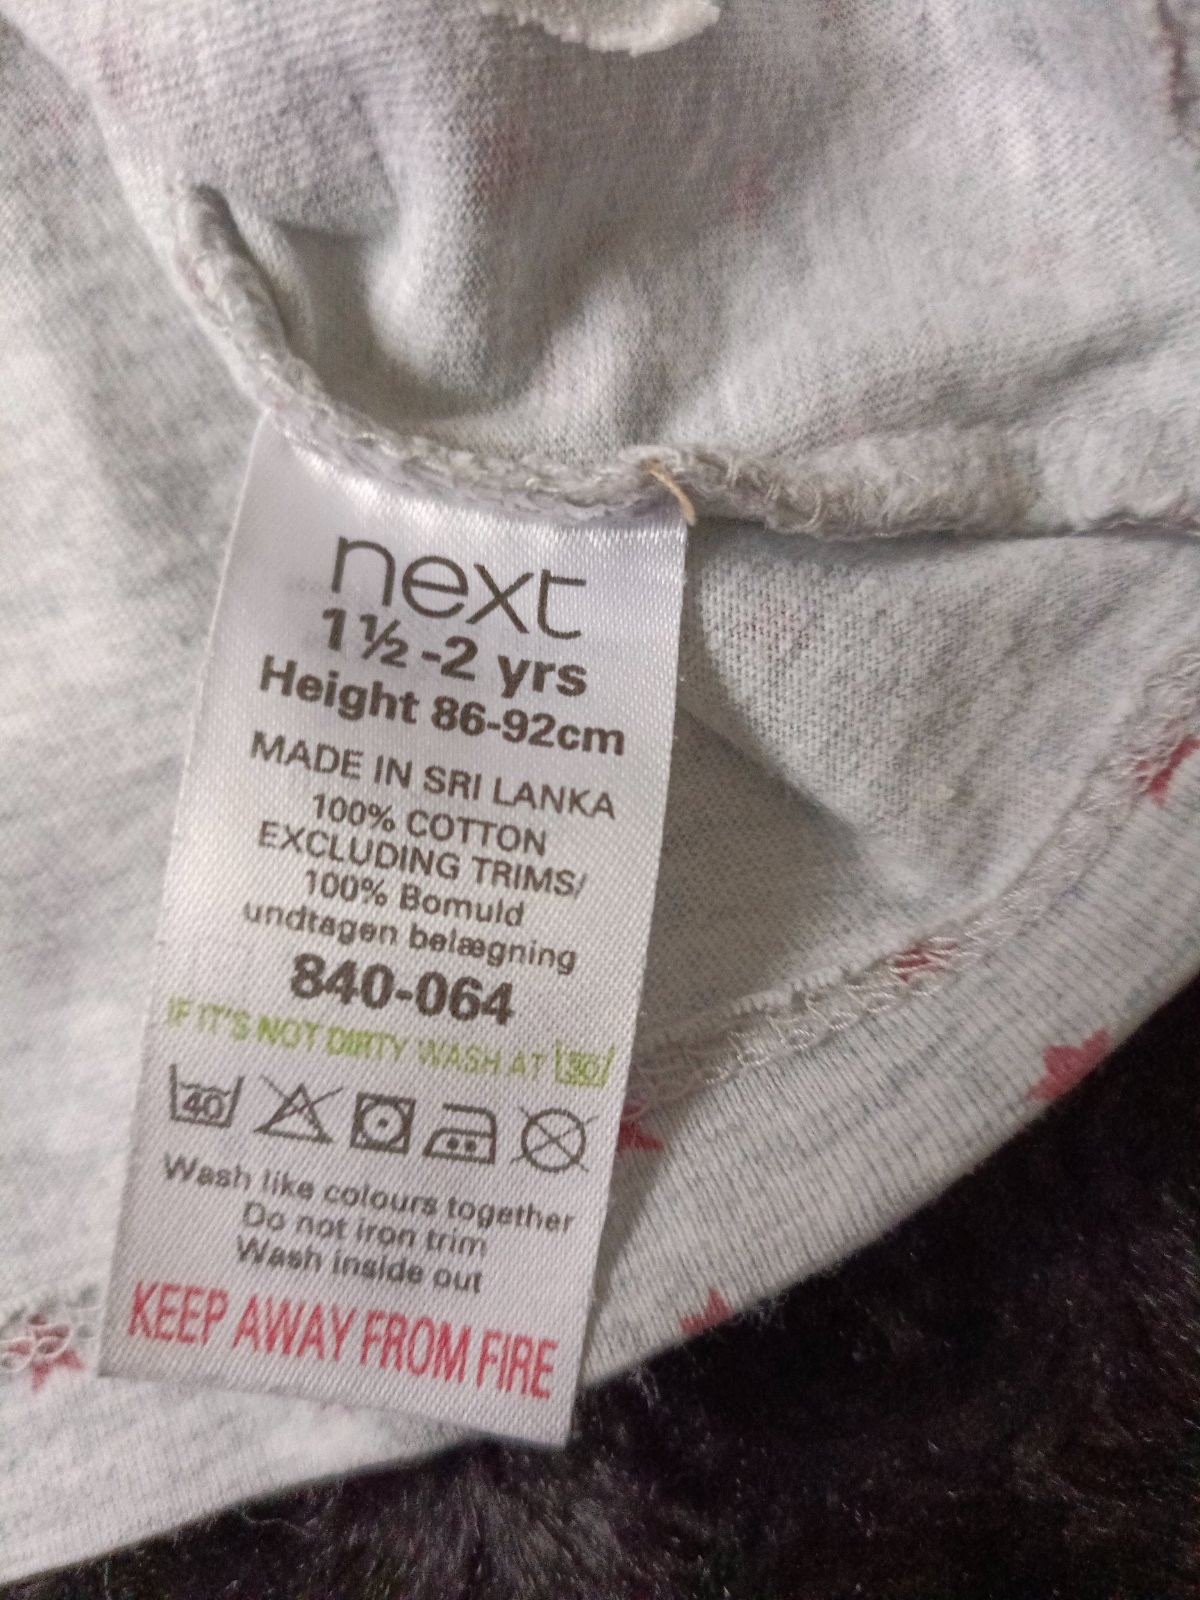 next
1½-2 yrs
Height 86-92cm
MADE IN SRI LANKA
100% COTTON
EXCLUDING TRIMS/
100% Bomuld
undtagen belægning
840-064
IF IT'S NOT DIRTY WASH AT 30
40
Wash like colours together
Do not iron trim
Wash inside out
KEEP AWAY FROM FIRE